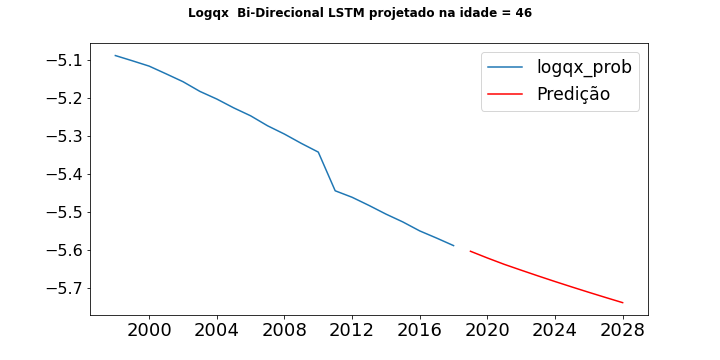 Logqx  Bi-Direcional LSTM projetado na idade = 46
−5.1
−5.2
−5.3
−5.4
−5.5
−5.6
−5.7
logqx_prob
Predição
2000 2004 2008 2012 2016 2020 2024 2028